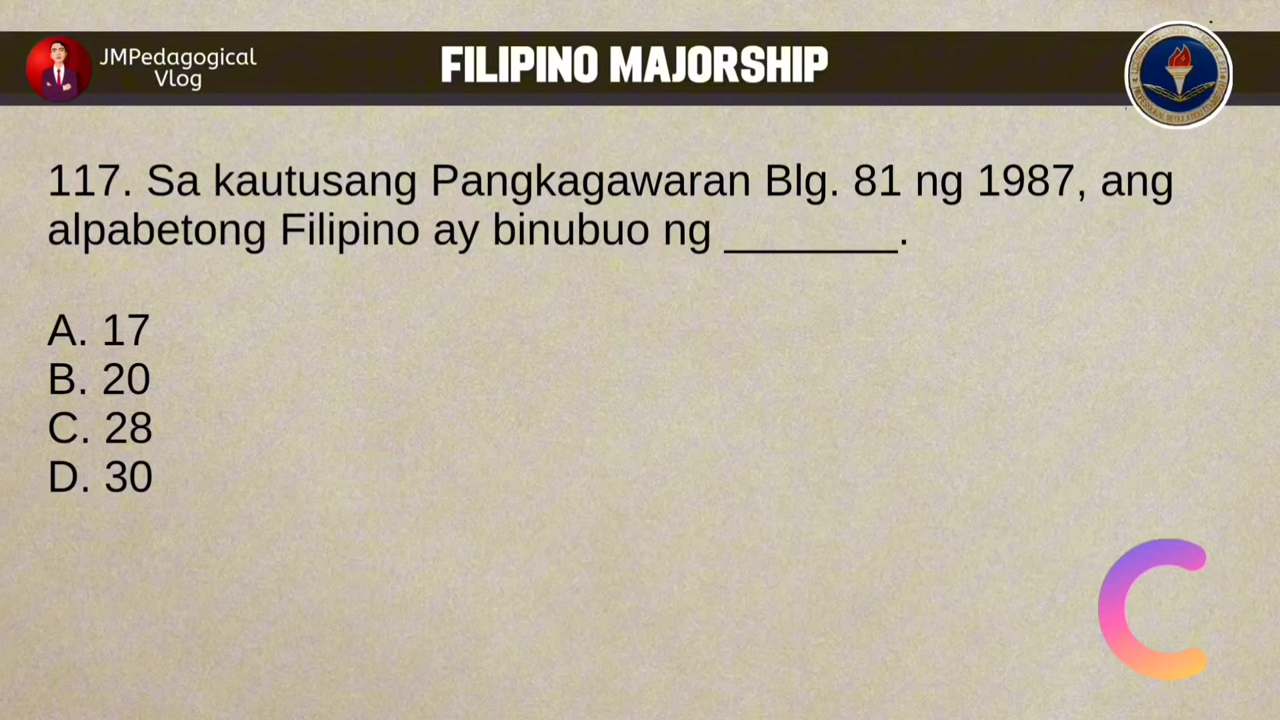 JMPedagogical
Vlog
FILIPINO MAJORSHIP
117. Sa kautusang Pangkagawaran Blg. 81 ng 1987, ang
alpabetong Filipino ay binubuo ng _______.
A. 17
B. 20
C. 28
D. 30